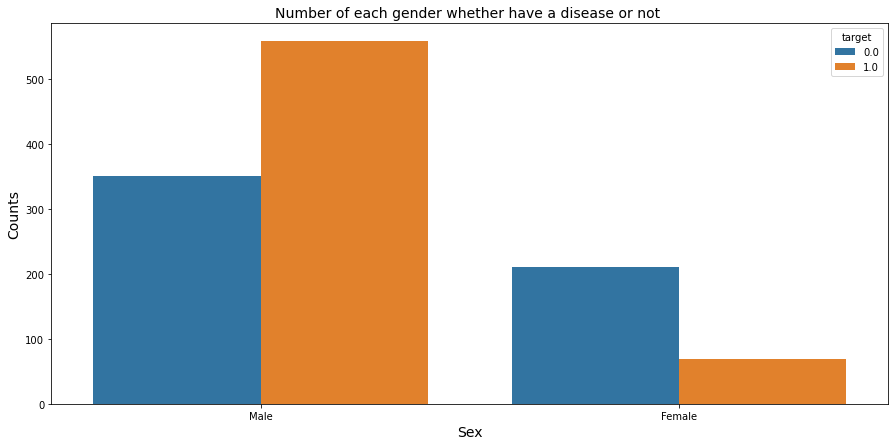 Number of each gender whether have a disease or not
target
0.0
1.0
500
400
300
200
100
0
Counts
Male Female
Sex